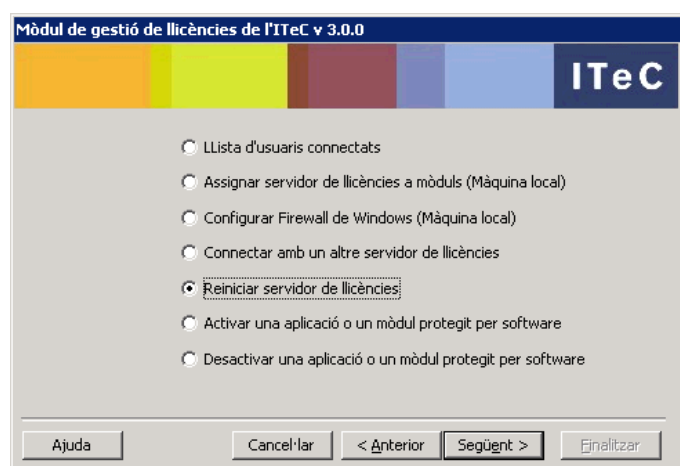 Mòdul de gestió de llicències de l'ITeC v 3.0.0
ITeC
LLista d'usuaris connectats
Assignar servidor de llicències a mòduls (Màquina local)
Configurar Firewall de Windows (Màquina local)
Connectar amb un altre servidor de llicències
Reiniciar servidor de llicències
Activar una aplicació o un mòdul protegit per software
Desactivar una aplicació o un mòdul protegit per software
Ajuda
Cancel·lar
< Anterior
Següent >
Finalitzar